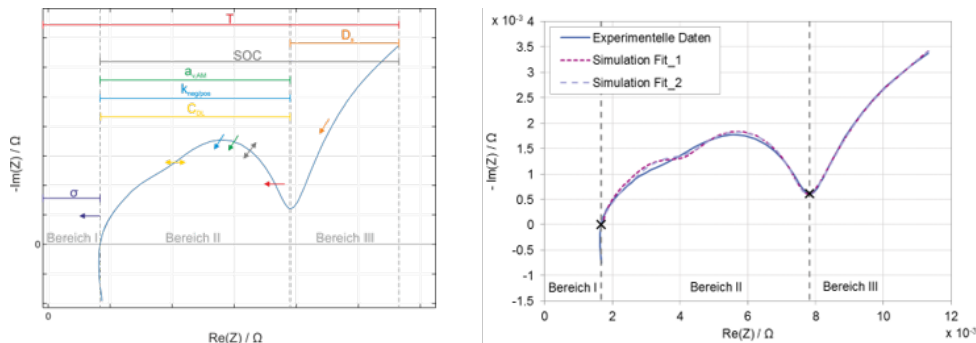 T
Dₛ
SOC
k_neg/pos
σ
Bereich I
Bereich II
Bereich III
0
-Im(Z) / Ω
0
Re(Z) / Ω
x 10⁻³
4
3.5
3
2.5
2
1.5
1
0.5
0
-0.5
-1
-1.5
- Im(Z) / Ω
Experimentelle Daten
Simulation Fit_1
Simulation Fit_2
Bereich I
Bereich II
Bereich III
0
2
4
6
8
10
12
Re(Z) / Ω
x 10⁻³